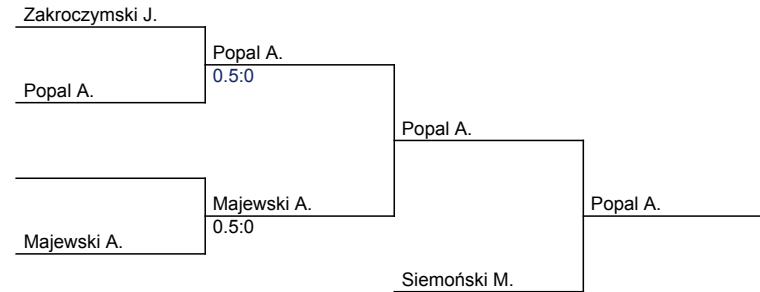 Zakroczymski J.
Popal A.
0.5:0
Popal A.
Popal A.
Majewski A.
Popal A.
0.5:0
Majewski A.
Siemoński M.